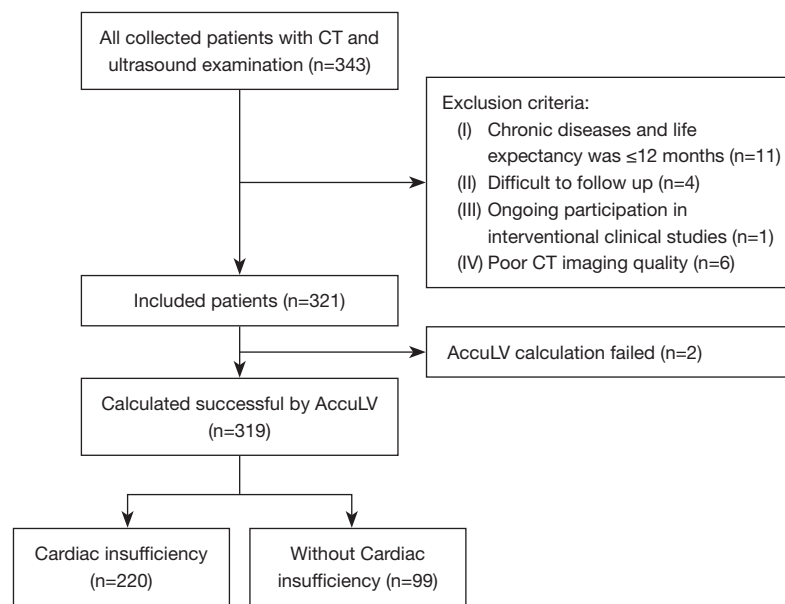 All collected patients with CT and
ultrasound examination (n=343)
Exclusion criteria:
(I) Chronic diseases and life
expectancy was ≤12 months (n=11)
(II) Difficult to follow up (n=4)
(III) Ongoing participation in
interventional clinical studies (n=1)
(IV) Poor CT imaging quality (n=6)
Included patients (n=321)
AccuLV calculation failed (n=2)
Calculated successful by AccuLV
(n=319)
Cardiac insufficiency
(n=220)
Without Cardiac
insufficiency (n=99)